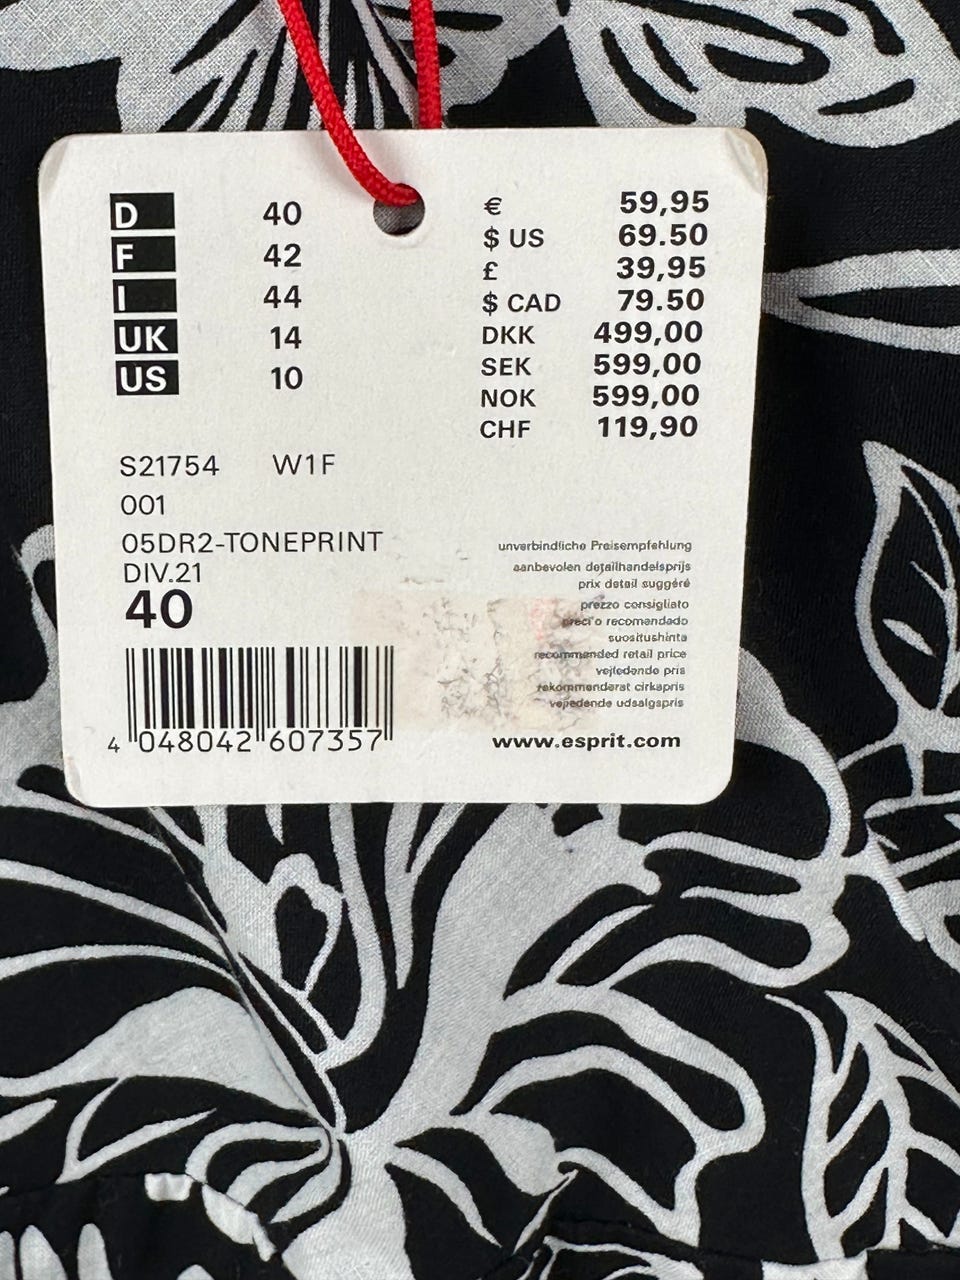 D 40
F 42
I 44
UK 14
US 10
€ 59,95
$ US 69.50
£ 39,95
$ CAD 79.50
DKK 499,00
SEK 599,00
NOK 599,00
CHF 119,90
S21754 W1F
001
05DR2-TONEPRINT
DIV.21
40
4 048042 607357
unverbindliche Preisempfehlung
aanbevolen detailhandelsprijs
prix detail suggéré
prezzo consigliato
preci o recomendado
suositushinta
recommended retail price
vejledende pris
rekommenderat cirkapris
vejedende udsalgspris
www.esprit.com